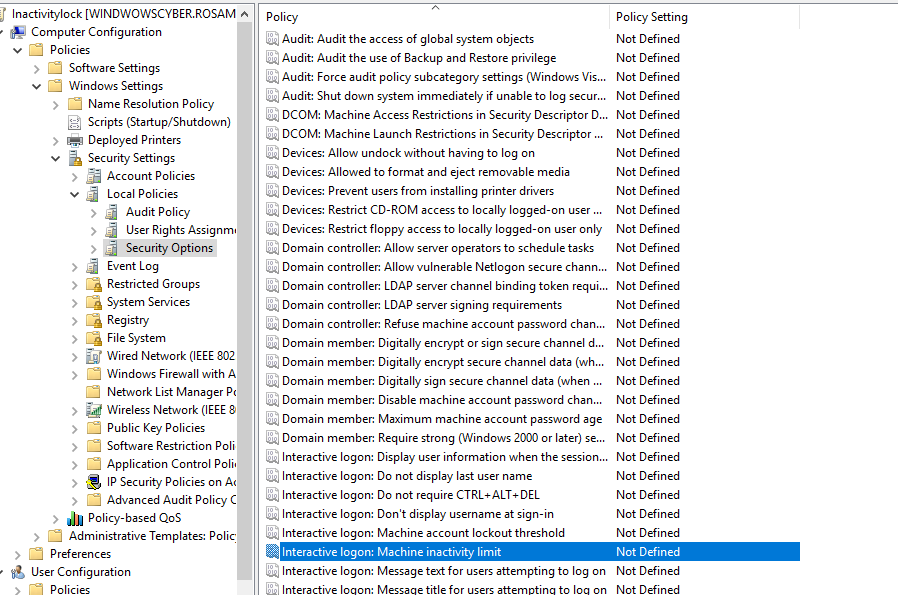 Inactivitylock [WINDWOWSCYBER.ROSAM
Computer Configuration
Policies
Software Settings
Windows Settings
Name Resolution Policy
Scripts (Startup/Shutdown)
Deployed Printers
Security Settings
Account Policies
Local Policies
Audit Policy
User Rights Assignm
Security Options
Event Log
Restricted Groups
System Services
Registry
File System
Wired Network (IEEE 802
Windows Firewall with A
Network List Manager Po
Wireless Network (IEEE 80
Public Key Policies
Software Restriction Poli
Application Control Polic
IP Security Policies on Ac
Advanced Audit Policy C
Policy-based QoS
Administrative Templates: Policy
Preferences
User Configuration
Policies
Policy Policy Setting
Audit: Audit the access of global system objects Not Defined
Audit: Audit the use of Backup and Restore privilege Not Defined
Audit: Force audit policy subcategory settings (Windows Vis... Not Defined
Audit: Shut down system immediately if unable to log secur... Not Defined
DCOM: Machine Access Restrictions in Security Descriptor D... Not Defined
DCOM: Machine Launch Restrictions in Security Descriptor ... Not Defined
Devices: Allow undock without having to log on Not Defined
Devices: Allowed to format and eject removable media Not Defined
Devices: Prevent users from installing printer drivers Not Defined
Devices: Restrict CD-ROM access to locally logged-on user ... Not Defined
Devices: Restrict floppy access to locally logged-on user only Not Defined
Domain controller: Allow server operators to schedule tasks Not Defined
Domain controller: Allow vulnerable Netlogon secure chann... Not Defined
Domain controller: LDAP server channel binding token requi... Not Defined
Domain controller: LDAP server signing requirements Not Defined
Domain controller: Refuse machine account password chan... Not Defined
Domain member: Digitally encrypt or sign secure channel d... Not Defined
Domain member: Digitally encrypt secure channel data (wh... Not Defined
Domain member: Digitally sign secure channel data (when ... Not Defined
Domain member: Disable machine account password chan... Not Defined
Domain member: Maximum machine account password age Not Defined
Domain member: Require strong (Windows 2000 or later) se... Not Defined
Interactive logon: Display user information when the session... Not Defined
Interactive logon: Do not display last user name Not Defined
Interactive logon: Do not require CTRL+ALT+DEL Not Defined
Interactive logon: Don't display username at sign-in Not Defined
Interactive logon: Machine account lockout threshold Not Defined
Interactive logon: Machine inactivity limit Not Defined
Interactive logon: Message text for users attempting to log on Not Defined
Interactive logon: Message title for users attempting to log on Not Defined